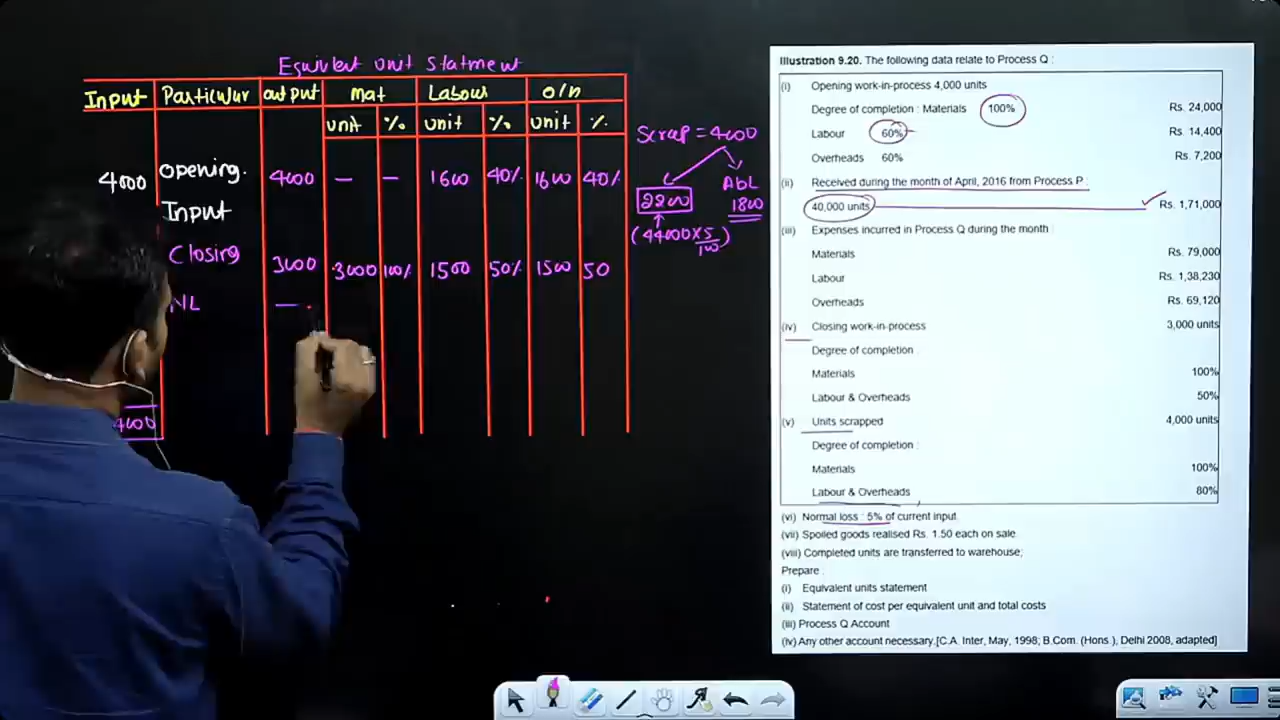 Equivlent unit Statment
Input Particular output Mat Labour O/H
unit % unit % unit %
4000 Opening. 4000 — — 1600 40% 1600 40%
Input
Closing 3000 3000 100% 1500 50% 1500 50
NL —
4000
Scrap = 4000
2200
AbL
1800
(44000×5/100)
Illustration 9.20. The following data relate to Process Q :
(i) Opening work-in-process 4,000 units
Degree of completion : Materials 100% Rs. 24,000
Labour 60% Rs. 14,400
Overheads 60% Rs. 7,200
(ii) Received during the month of April, 2016 from Process P :
40,000 units Rs. 1,71,000
(iii) Expenses incurred in Process Q during the month :
Materials Rs. 79,000
Labour Rs. 1,38,230
Overheads Rs. 69,120
(iv) Closing work-in-process 3,000 units
Degree of completion
Materials 100%
Labour & Overheads 50%
(v) Units scrapped 4,000 units
Degree of completion :
Materials 100%
Labour & Overheads 80%
(vi) Normal loss : 5% of current input.
(vii) Spoiled goods realised Rs. 1.50 each on sale.
(viii) Completed units are transferred to warehouse;
Prepare :
(i) Equivalent units statement
(ii) Statement of cost per equivalent unit and total costs
(iii) Process Q Account
(iv) Any other account necessary.[C.A. Inter, May, 1998; B.Com. (Hons.), Delhi 2008, adapted]